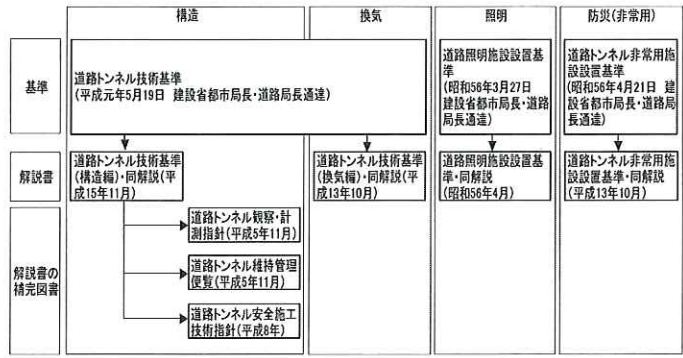 構造
換気
照明
防災(非常用)
基準
道路トンネル技術基準
(平成元年5月19日 建設省都市局長・道路局長通達)
道路照明施設設置基
準
(昭和56年3月27日
建設省都市局長・道路
局長通達)
道路トンネル非常用施
設設置基準
(昭和56年4月21日 建
設省都市局長・道路局
長通達)
解説書
道路トンネル技術基準
(構造編)・同解説(平
成15年11月)
道路トンネル技術基準
(換気編)・同解説(平
成13年10月)
道路照明施設設置基
準・同解説
(昭和56年4月)
道路トンネル非常用施
設設置基準・同解説
(平成13年10月)
解説書の
補完図書
道路トンネル観察・計
測指針(平成5年11月)
道路トンネル維持管理
便覧(平成5年11月)
道路トンネル安全施工
技術指針(平成8年)